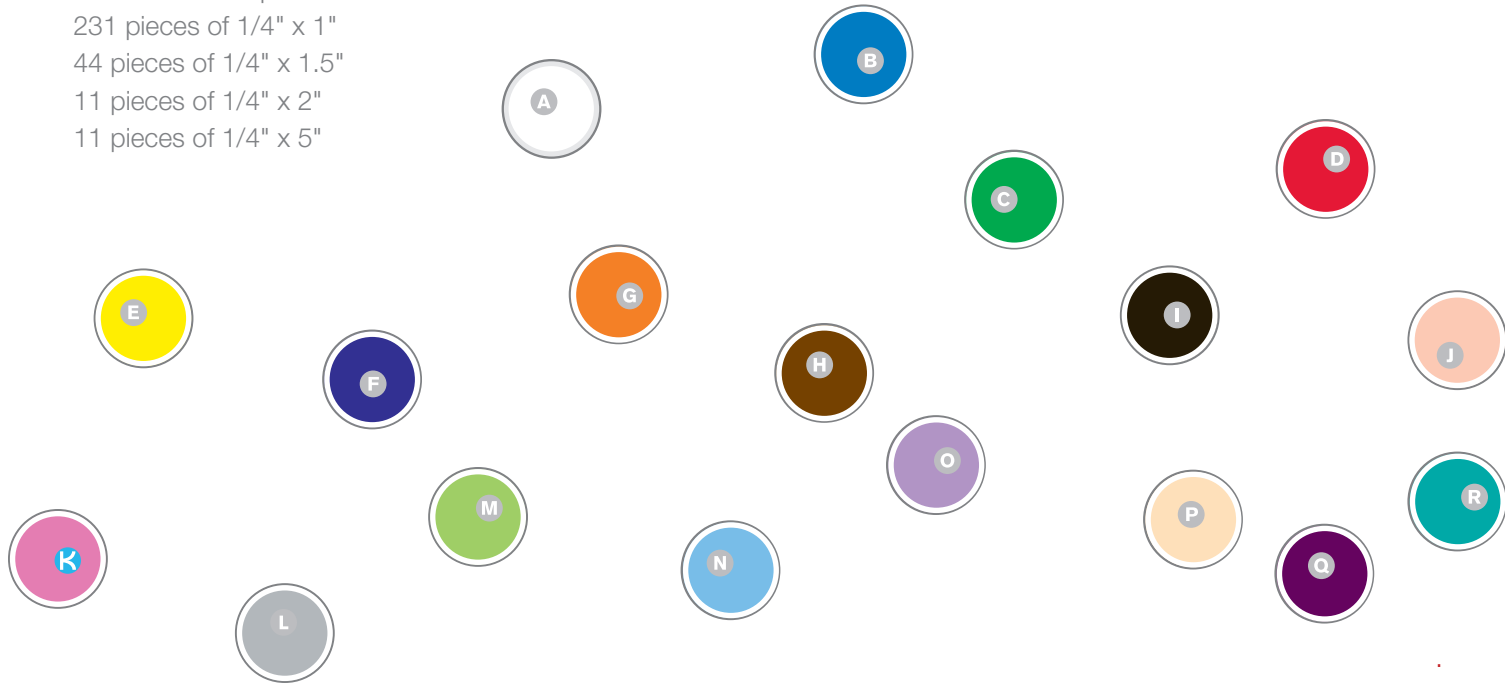 231 pieces of 1/4" x 1"
44 pieces of 1/4" x 1.5"
11 pieces of 1/4" x 2"
11 pieces of 1/4" x 5"
A
B
C
D
E
F
G
H
I
J
K
L
M
N
O
P
Q
R